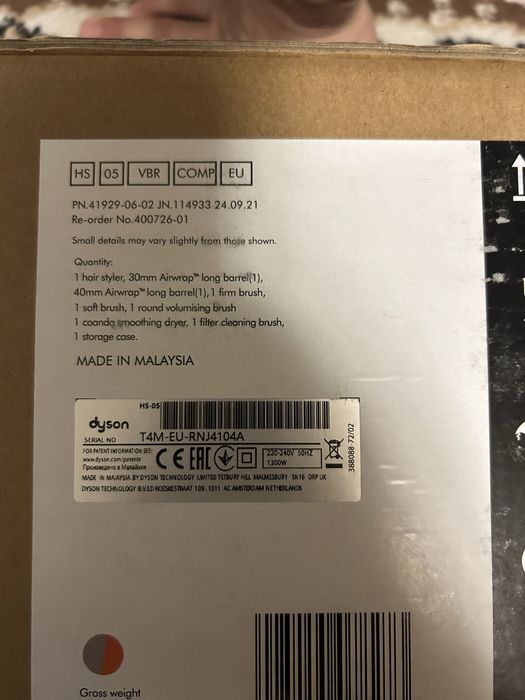 HS 05 VBR COMP EU
PN.41929-06-02 JN.114933 24.09.21
Re-order No.400726-01
Small details may vary slightly from those shown.
Quantity:
1 hair styler, 30mm Airwrap™ long barrel(1),
40mm Airwrap™ long barrel(1), 1 firm brush,
1 soft brush, 1 round volumising brush
1 coanda smoothing dryer, 1 filter cleaning brush,
1 storage case.
MADE IN MALAYSIA
HS-05
dyson
SERIAL NO T4M-EU-RNJ4104A
FOR PATENT INFORMATION SEE:
www.dyson.com/patents
Произведено в Малайзия
CE EAC
220-240V 50HZ
1300W
388088-72/02
MADE IN MALAYSIA BY DYSON TECHNOLOGY LIMITED TETBURY HILL MALMESBURY SN16 0RP UK
DYSON TECHNOLOGY B.V.ED ROESKESTRAAT 109 .1011 AC AMSTERDAM NETHERLANDS
Gross weight